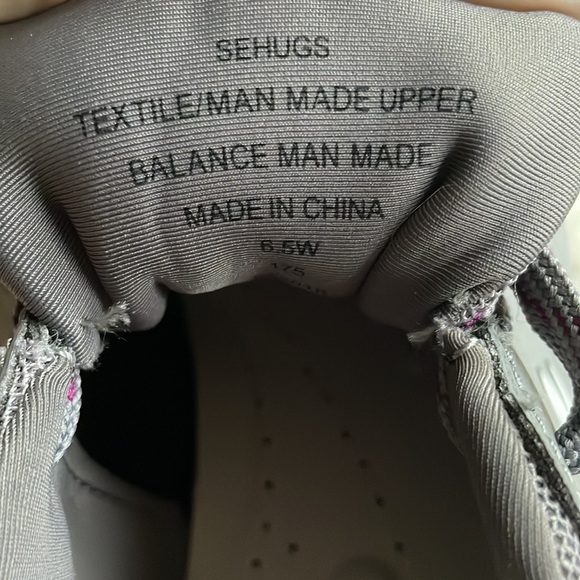 SEHUGS
TEXTILE/MAN MADE UPPER
BALANCE MAN MADE
MADE IN CHINA
6.5W
175